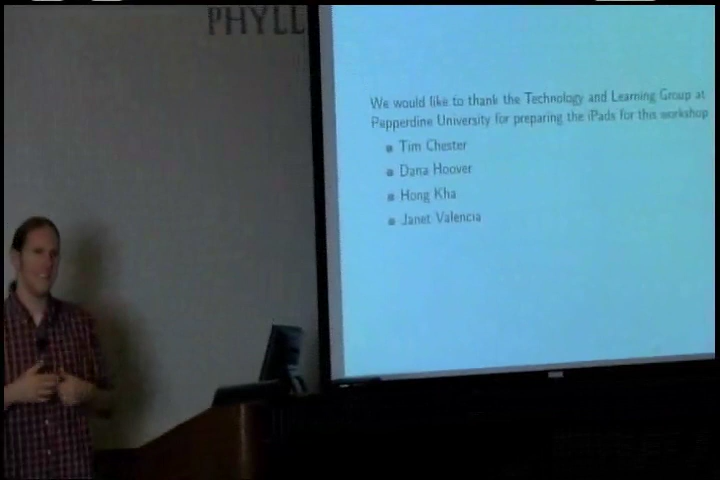 PHYLL
We would like to thank the Technology and Learning Group at
Pepperdine University for preparing the iPads for this workshop
Tim Chester
Dana Hoover
Hong Kha
Janet Valencia